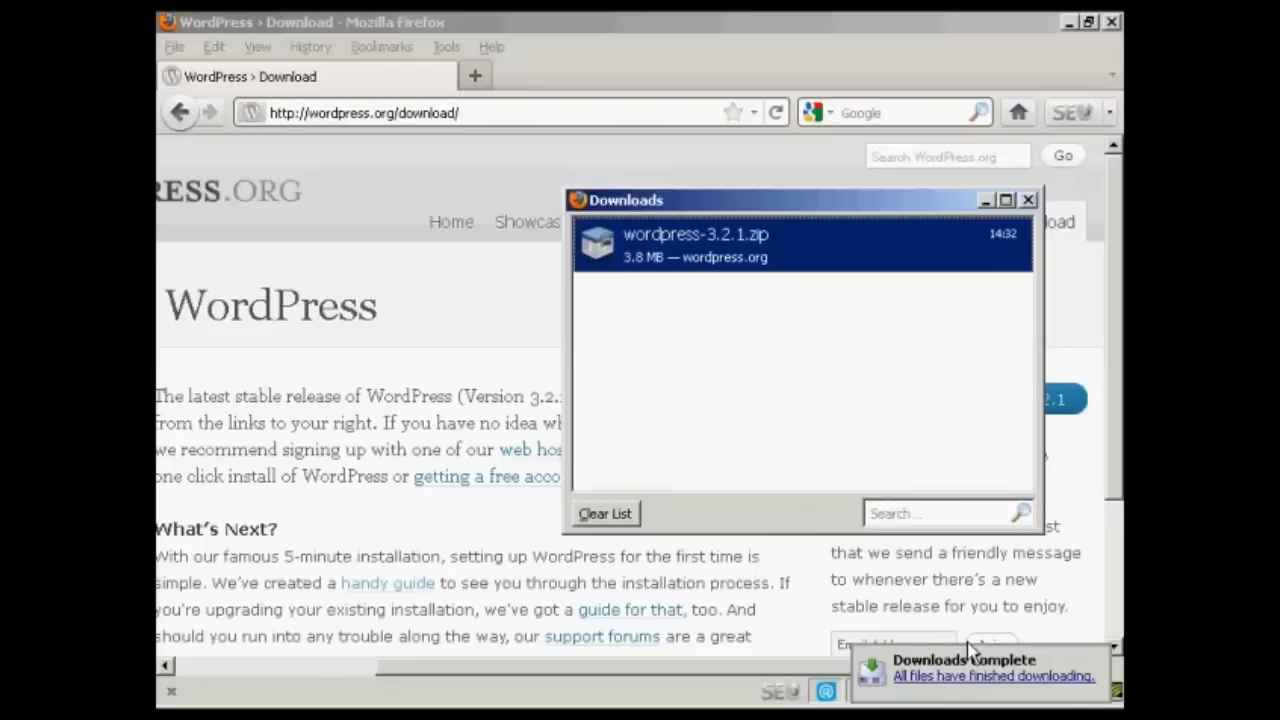 WordPress › Download - Mozilla Firefox
File Edit View History Bookmarks Tools Help
WordPress › Download
http://wordpress.org/download/
Google
SE
Search WordPress.org
Go
RESS.ORG
Home Showcas
load
WordPress
The latest stable release of WordPress (Version 3.2.
from the links to your right. If you have no idea wh
we recommend signing up with one of our web hos
one click install of WordPress or getting a free acco
What's Next?
With our famous 5-minute installation, setting up WordPress for the first time is
simple. We've created a handy guide to see you through the installation process. If
you're upgrading your existing installation, we've got a guide for that, too. And
should you run into any trouble along the way, our support forums are a great
Downloads
wordpress-3.2.1.zip
14:32
3.8 MB — wordpress.org
Clear List
Search...
2.1
st
that we send a friendly message
to whenever there's a new
stable release for you to enjoy.
SE
Downloads Complete
All files have finished downloading.